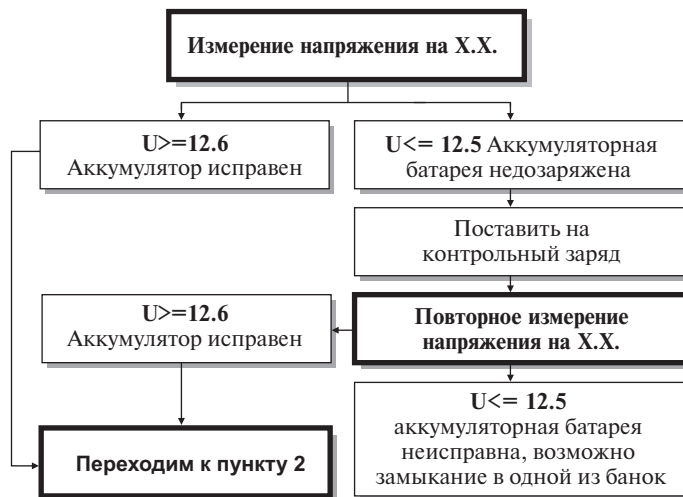 Измерение напряжения на Х.Х.
U>=12.6
Аккумулятор исправен
U<= 12.5 Аккумуляторная
батарея недозаряжена
Поставить на
контрольный заряд
U>=12.6
Аккумулятор исправен
Повторное измерение
напряжения на Х.Х.
Переходим к пункту 2
U<= 12.5
аккумуляторная батарея
неисправна, возможно
замыкание в одной из банок